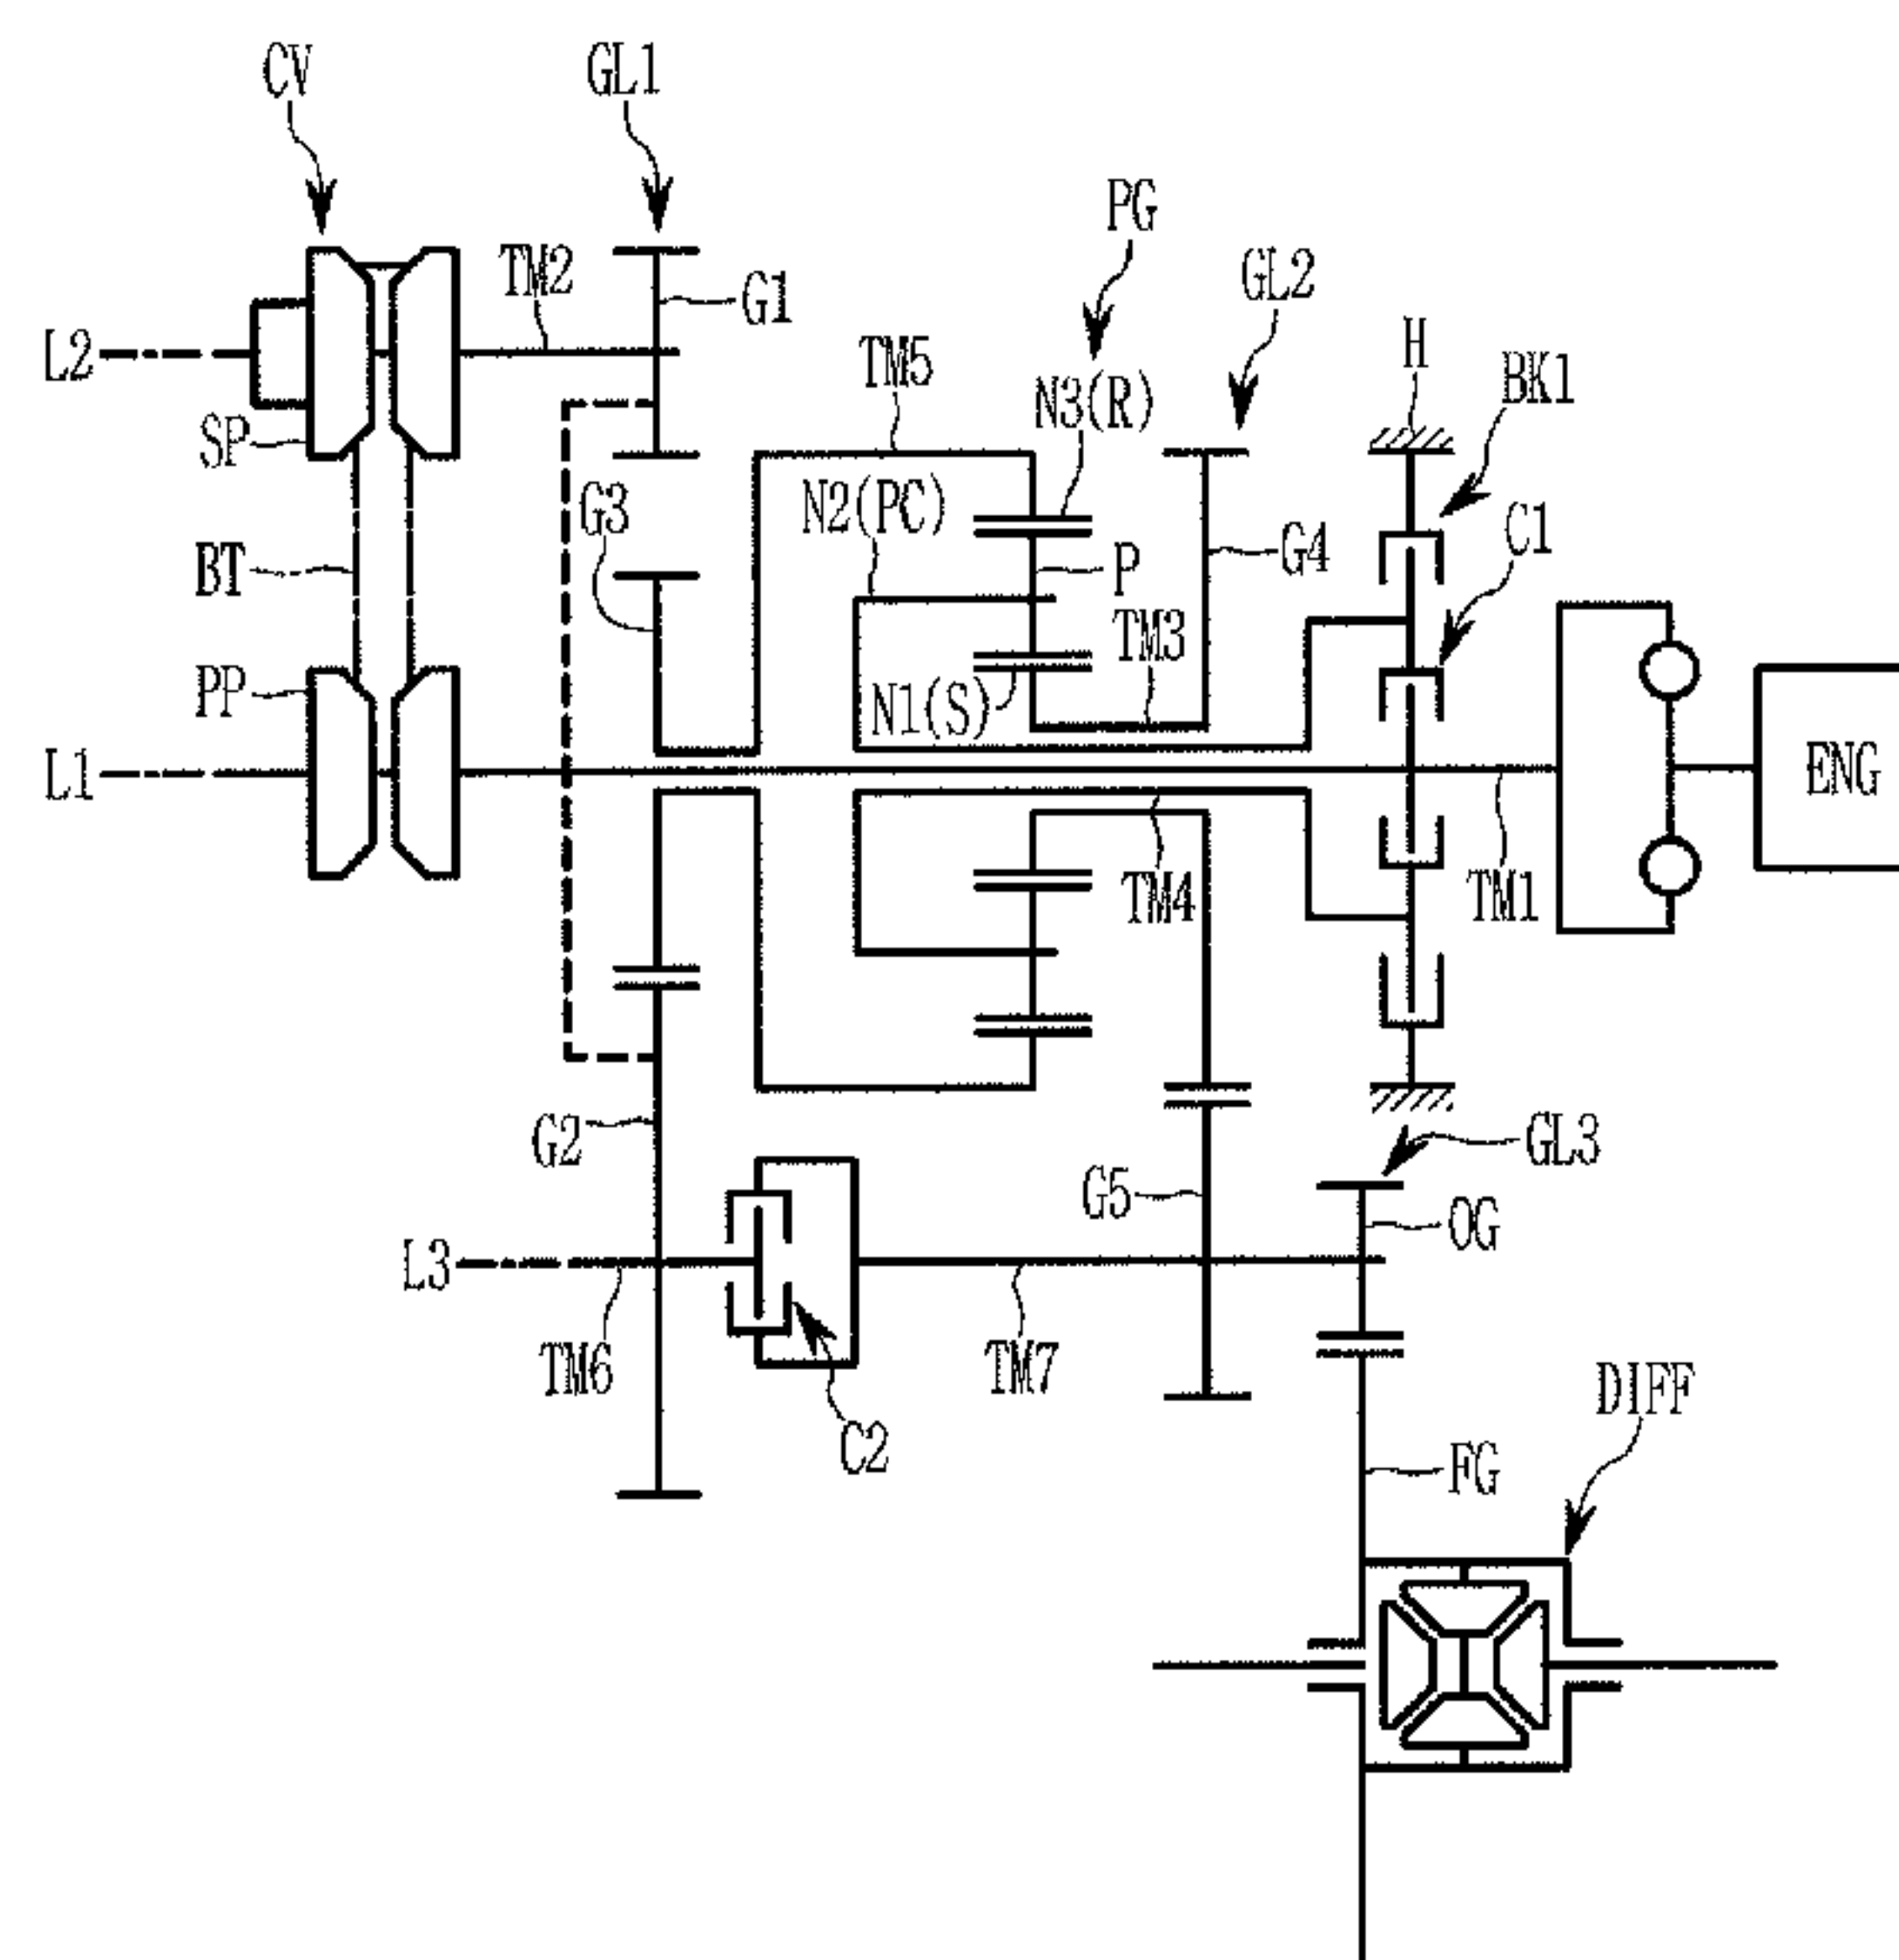 CV
GL1
PG
TM2
GL2
G1
L2
H
TM5
BK1
N3(R)
SP
N2(PC)
G3
C1
G4
BT
P
TM3
PP
N1(S)
L1
ENG
TM4
TM1
G2
GL3
G5
OG
L3
TM6
TM7
DIFF
C2
FG